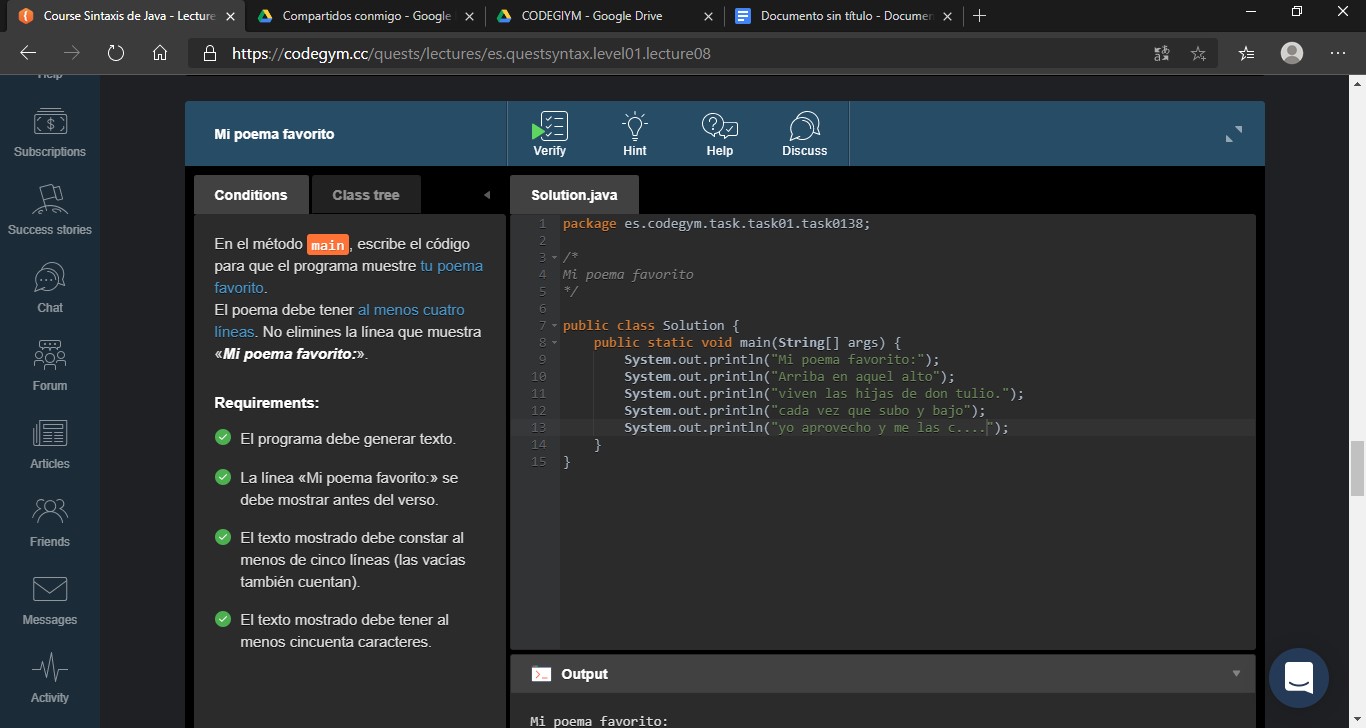 Course Sintaxis de Java - Lecture
Compartidos conmigo - Google
CODEGIYM - Google Drive
Documento sin título - Documen
https://codegym.cc/quests/lectures/es.questsyntax.level01.lecture08
Help
Subscriptions
Success stories
Chat
Forum
Articles
Friends
Messages
Activity
Mi poema favorito
Verify
Hint
Help
Discuss
Conditions
Class tree
En el método main, escribe el código
para que el programa muestre tu poema
favorito.
El poema debe tener al menos cuatro
líneas. No elimines la línea que muestra
«Mi poema favorito:».
Requirements:
El programa debe generar texto.
La línea «Mi poema favorito:» se
debe mostrar antes del verso.
El texto mostrado debe constar al
menos de cinco líneas (las vacías
también cuentan).
El texto mostrado debe tener al
menos cincuenta caracteres.
Solution.java
1 package es.codegym.task.task01.task0138;
2
3 /*
4 Mi poema favorito
5 */
6
7 public class Solution {
8 public static void main(String[] args) {
9 System.out.println("Mi poema favorito:");
10 System.out.println("Arriba en aquel alto");
11 System.out.println("viven las hijas de don tulio.");
12 System.out.println("cada vez que subo y bajo");
13 System.out.println("yo aprovecho y me las c....");
14 }
15 }
Output
Mi poema favorito: